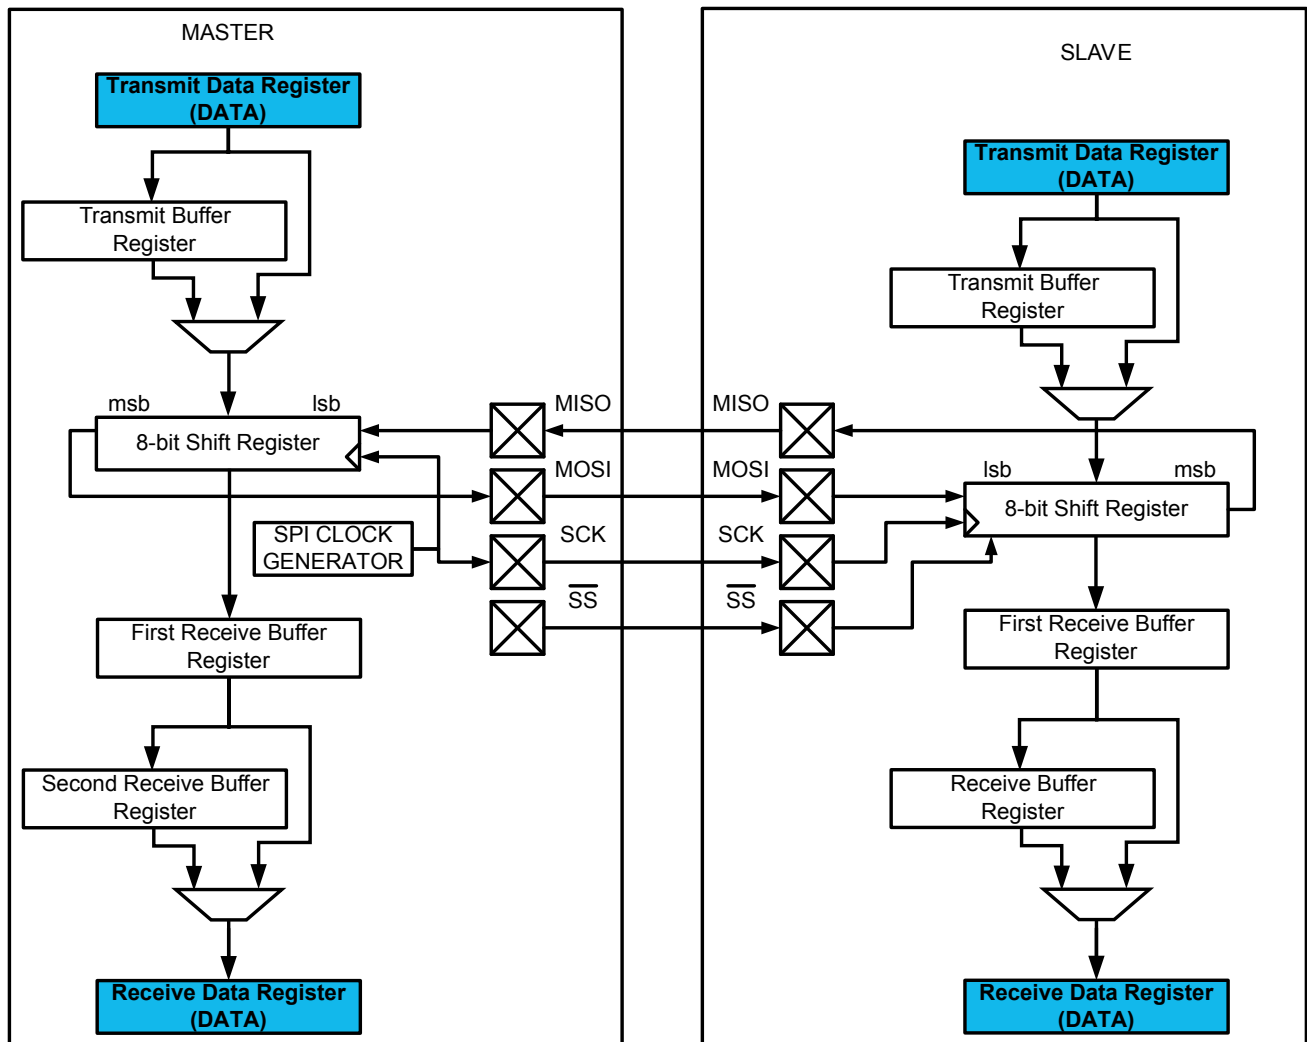 MASTER
Transmit Data Register
(DATA)
Transmit Buffer
Register
msb
lsb
8-bit Shift Register
SPI CLOCK
GENERATOR
First Receive Buffer
Register
Second Receive Buffer
Register
Receive Data Register
(DATA)
MISO
MOSI
SCK
SS
MISO
MOSI
SCK
SS
SLAVE
Transmit Data Register
(DATA)
Transmit Buffer
Register
lsb
msb
8-bit Shift Register
First Receive Buffer
Register
Receive Buffer
Register
Receive Data Register
(DATA)